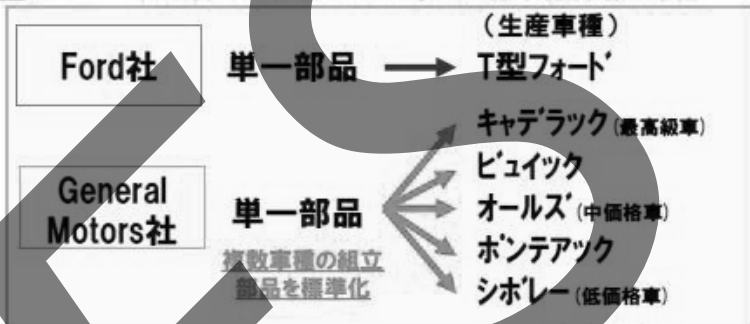 (生産車種)
Ford社 単一部品 T型フォード
キャデラック(最高級車)
ビュイック
General
Motors社
単一部品
オールズ(中価格車)
複数車種の組立
部品を標準化
ポンテアック
シボレー(低価格車)